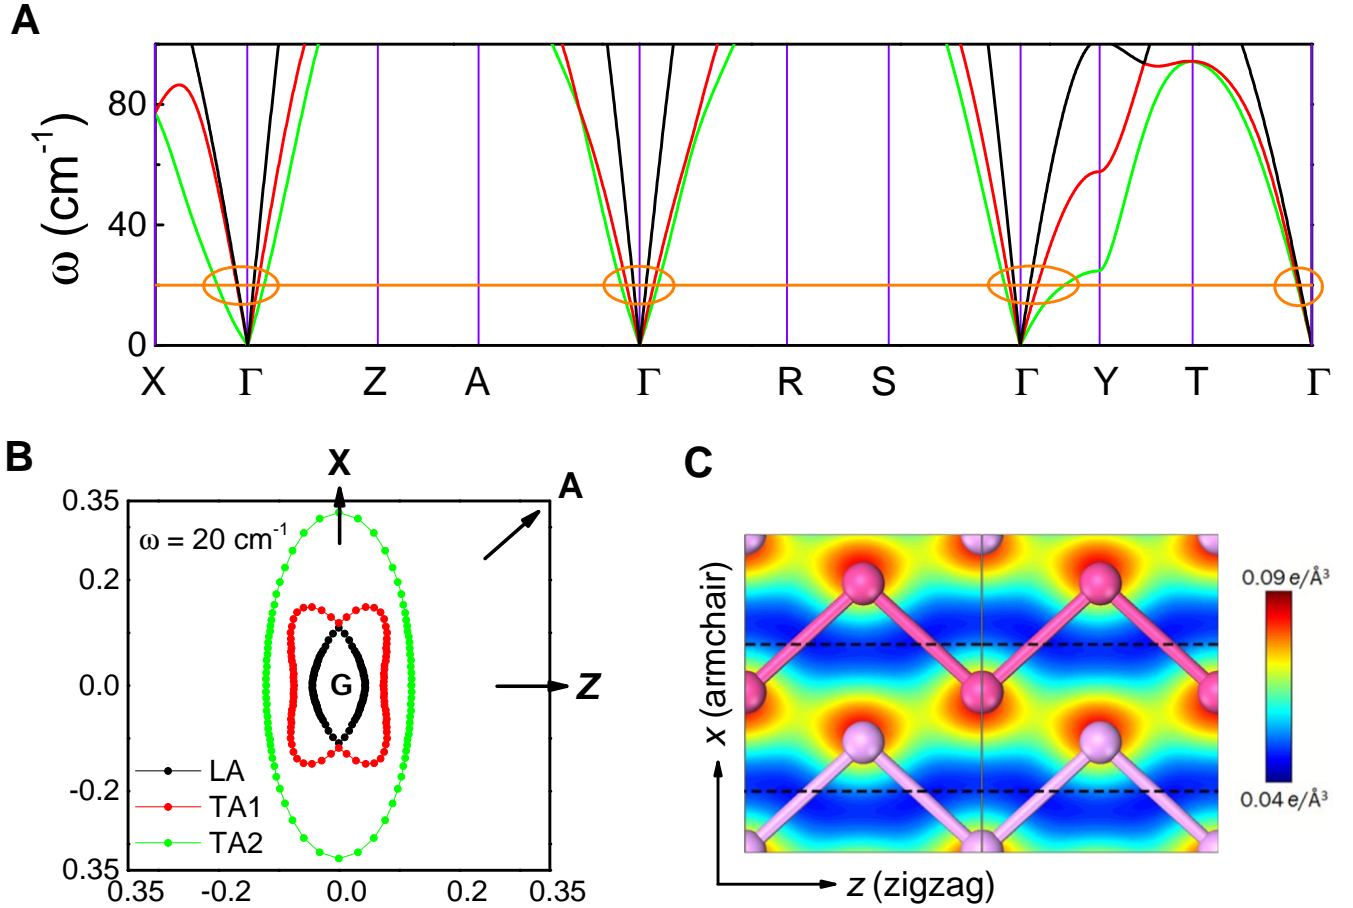 A
ω (cm⁻¹)
80
40
0
X Γ Z A Γ R S Γ Y T Γ
B
X
A
0.35
ω = 20 cm⁻¹
0.2
0.0
G
Z
-0.2
0.35
LA
TA1
TA2
0.35 -0.2 0.0 0.2 0.35
C
x (armchair)
z (zigzag)
0.09 e/Å³
0.04 e/Å³